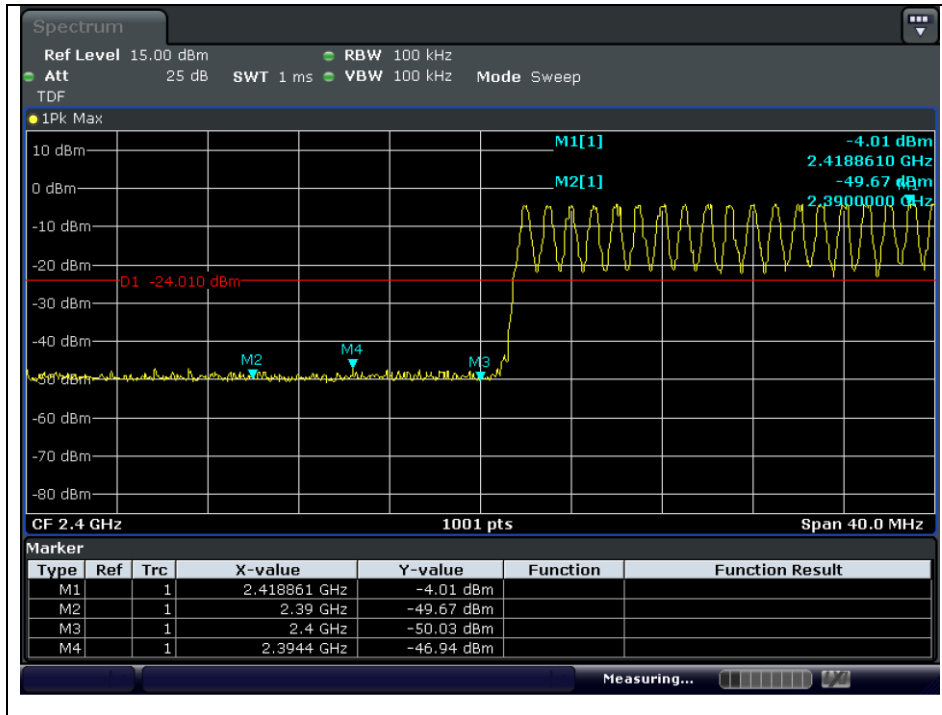 Spectrum
Ref Level 15.00 dBm RBW 100 kHz
Att 25 dB SWT 1 ms VBW 100 kHz Mode Sweep
TDF
1Pk Max
M1[1] -4.01 dBm
2.4188610 GHz
M2[1] -49.67 dBm
2.3900000 GHz
M1
10 dBm
0 dBm
-10 dBm
-20 dBm
D1 -24.010 dBm
-30 dBm
-40 dBm
M2 M4 M3
-50 dBm
-60 dBm
-70 dBm
-80 dBm
CF 2.4 GHz 1001 pts Span 40.0 MHz
Marker
Type Ref Trc X-value Y-value Function Function Result
M1 1 2.418861 GHz -4.01 dBm
M2 1 2.39 GHz -49.67 dBm
M3 1 2.4 GHz -50.03 dBm
M4 1 2.3944 GHz -46.94 dBm
Measuring...